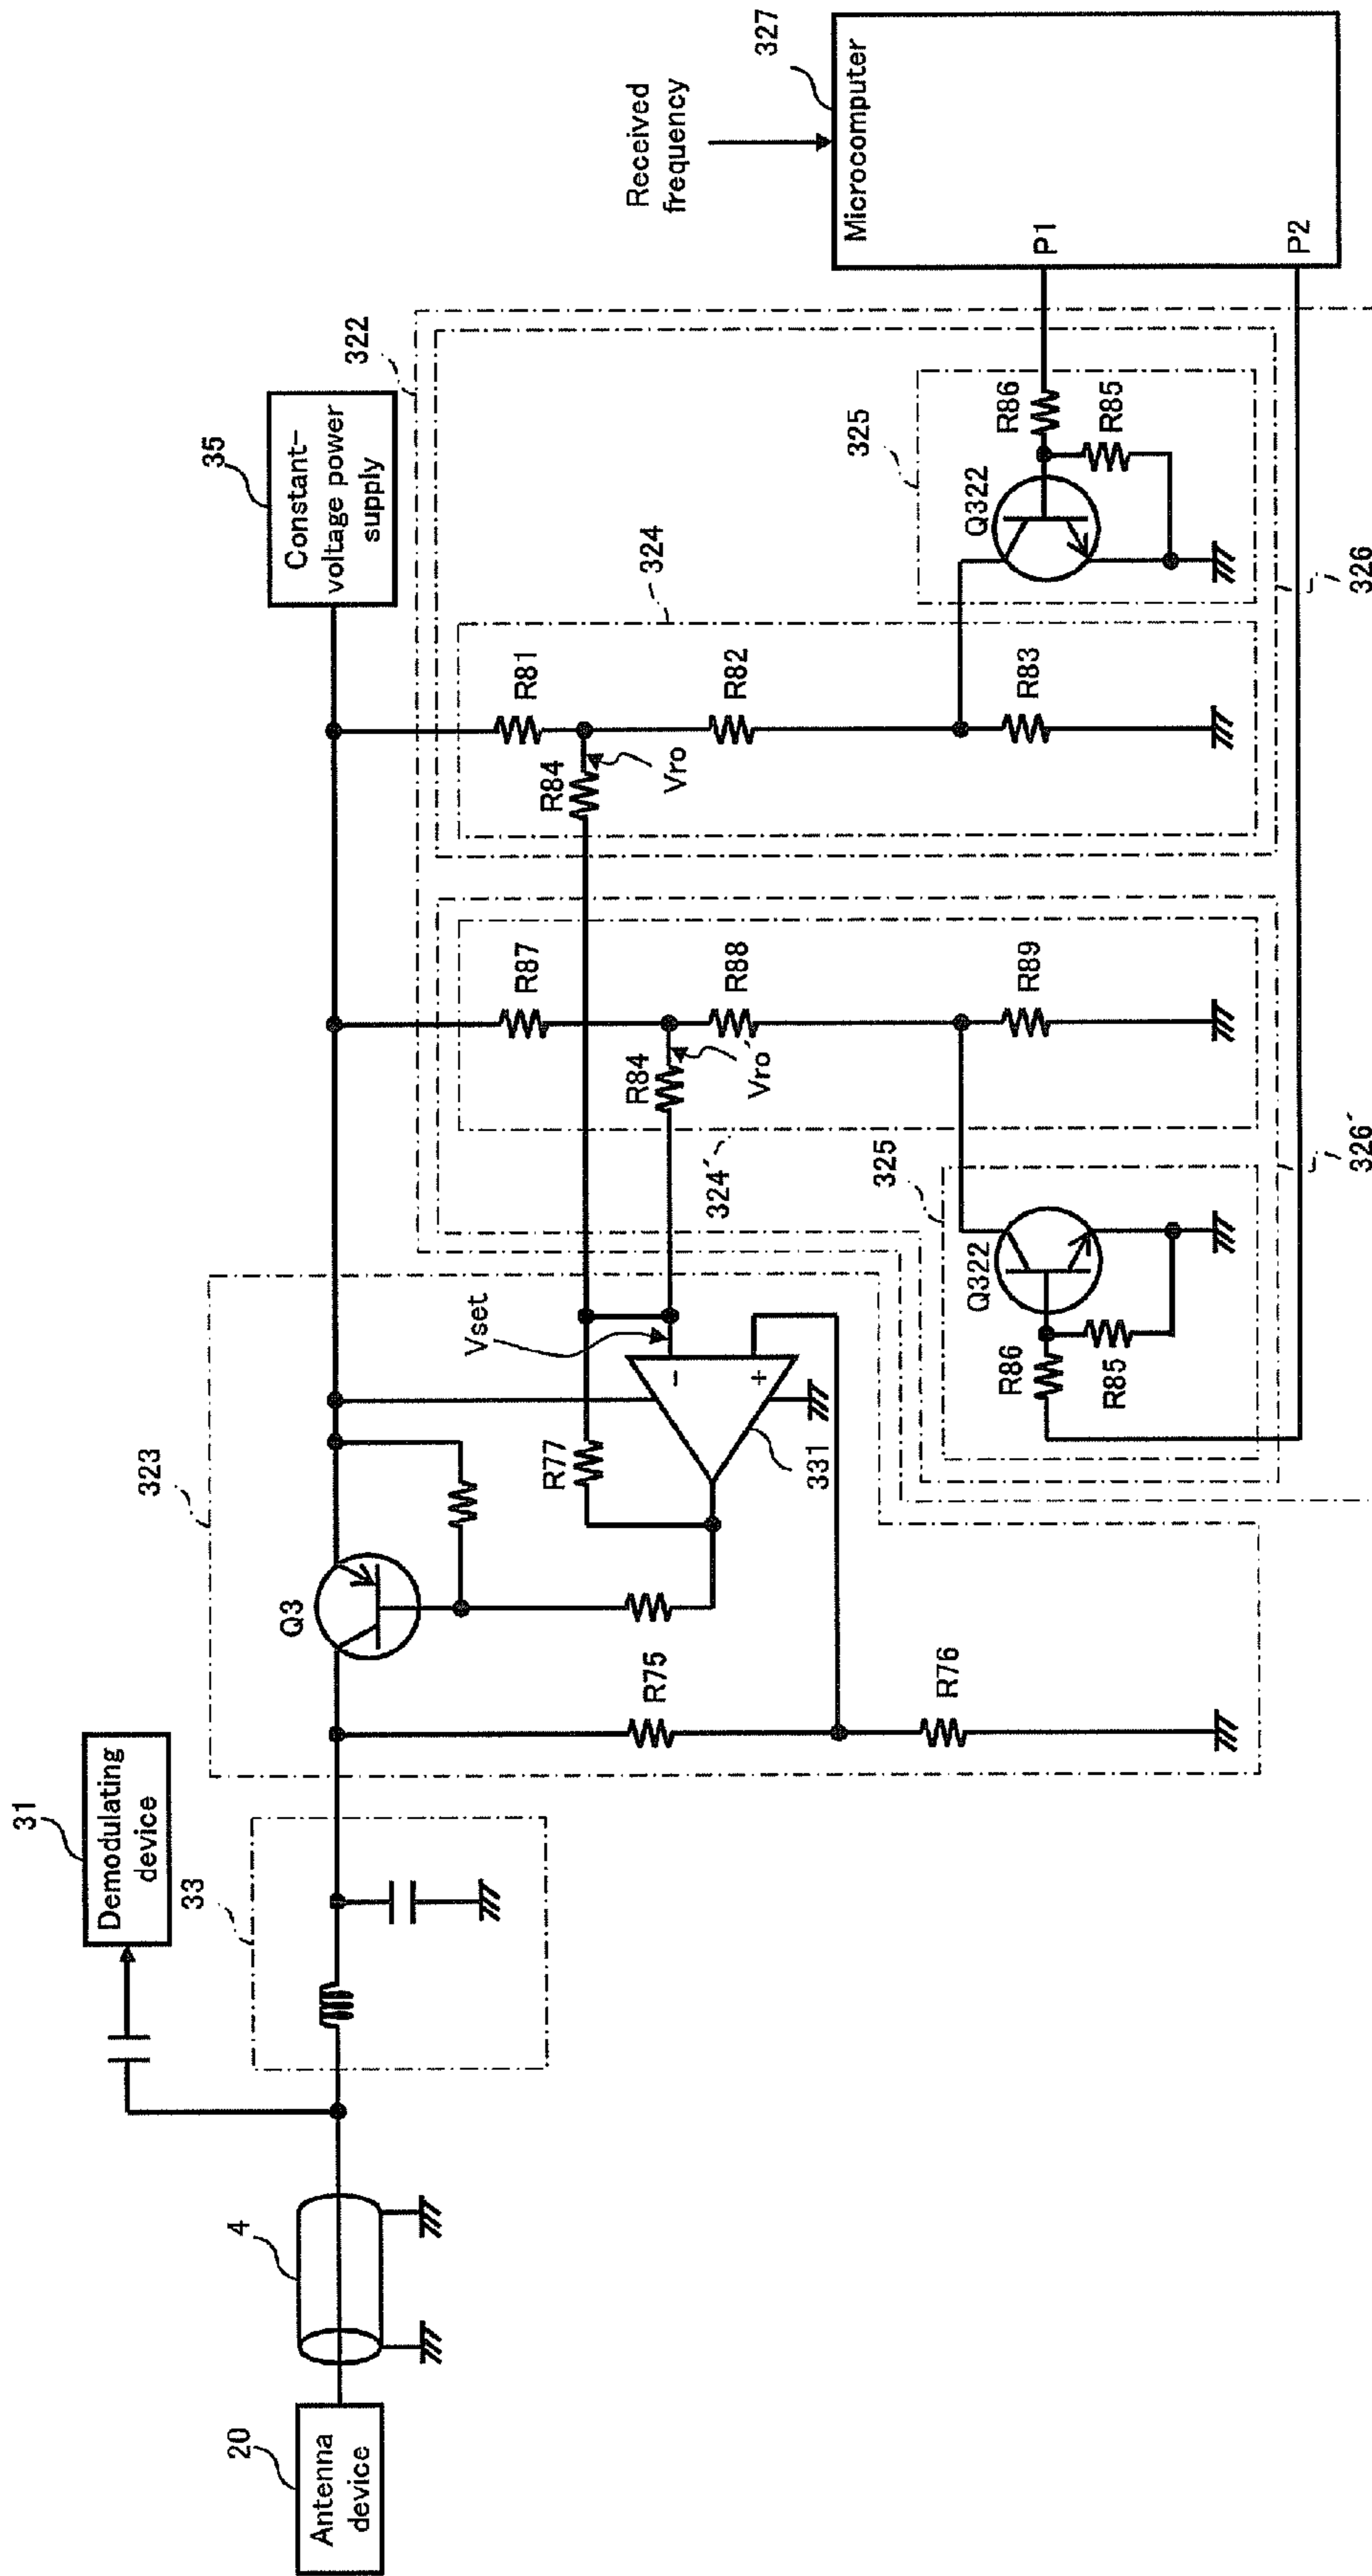 20
Antenna
device
4
31
Demodulating
device
33
323
Q3
R75
R76
R77
331
Vset
-
+
35
Constant-
voltage power
supply
322
324´
R87
R84
Vro´
R88
R89
325
Q322
R86
R85
326´
324
R81
R84
Vro
R82
R83
325
Q322
R86
R85
326
Received
frequency
327
Microcomputer
P1
P2